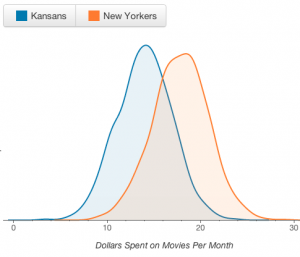 Kansans New Yorkers
0 10 20 30
Dollars Spent on Movies Per Month